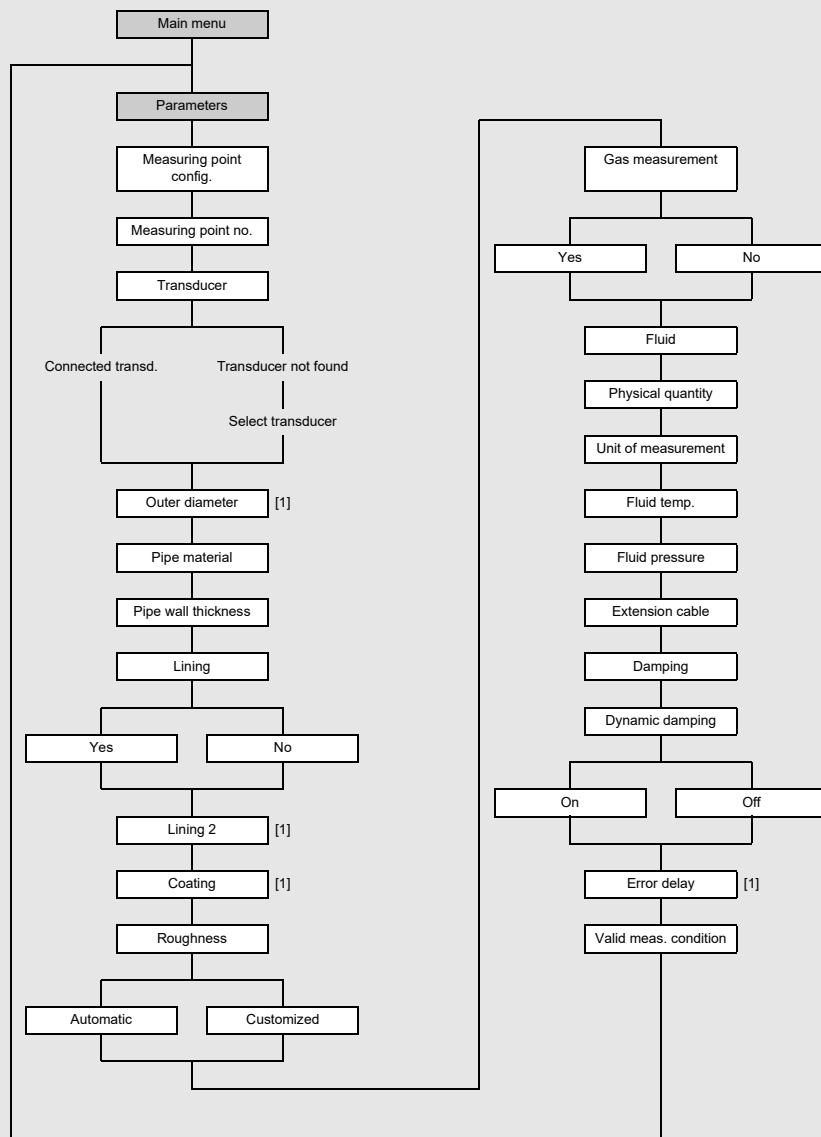 Main menu
Parameters
Measuring point
config.
Measuring point no.
Transducer
Connected transd.
Transducer not found
Select transducer
Outer diameter [1]
Pipe material
Pipe wall thickness
Lining
Yes
No
Lining 2 [1]
Coating [1]
Roughness
Automatic
Customized
Gas measurement
Yes
No
Fluid
Physical quantity
Unit of measurement
Fluid temp.
Fluid pressure
Extension cable
Damping
Dynamic damping
On
Off
Error delay [1]
Valid meas. condition